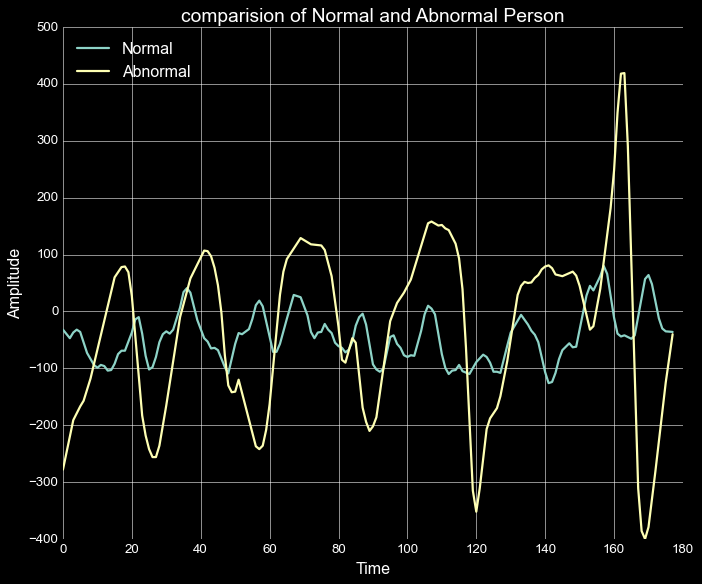 comparision of Normal and Abnormal Person
500
Normal
Abnormal
400
300
200
100
0
−100
−200
−300
−400
Amplitude
0 20 40 60 80 100 120 140 160 180
Time